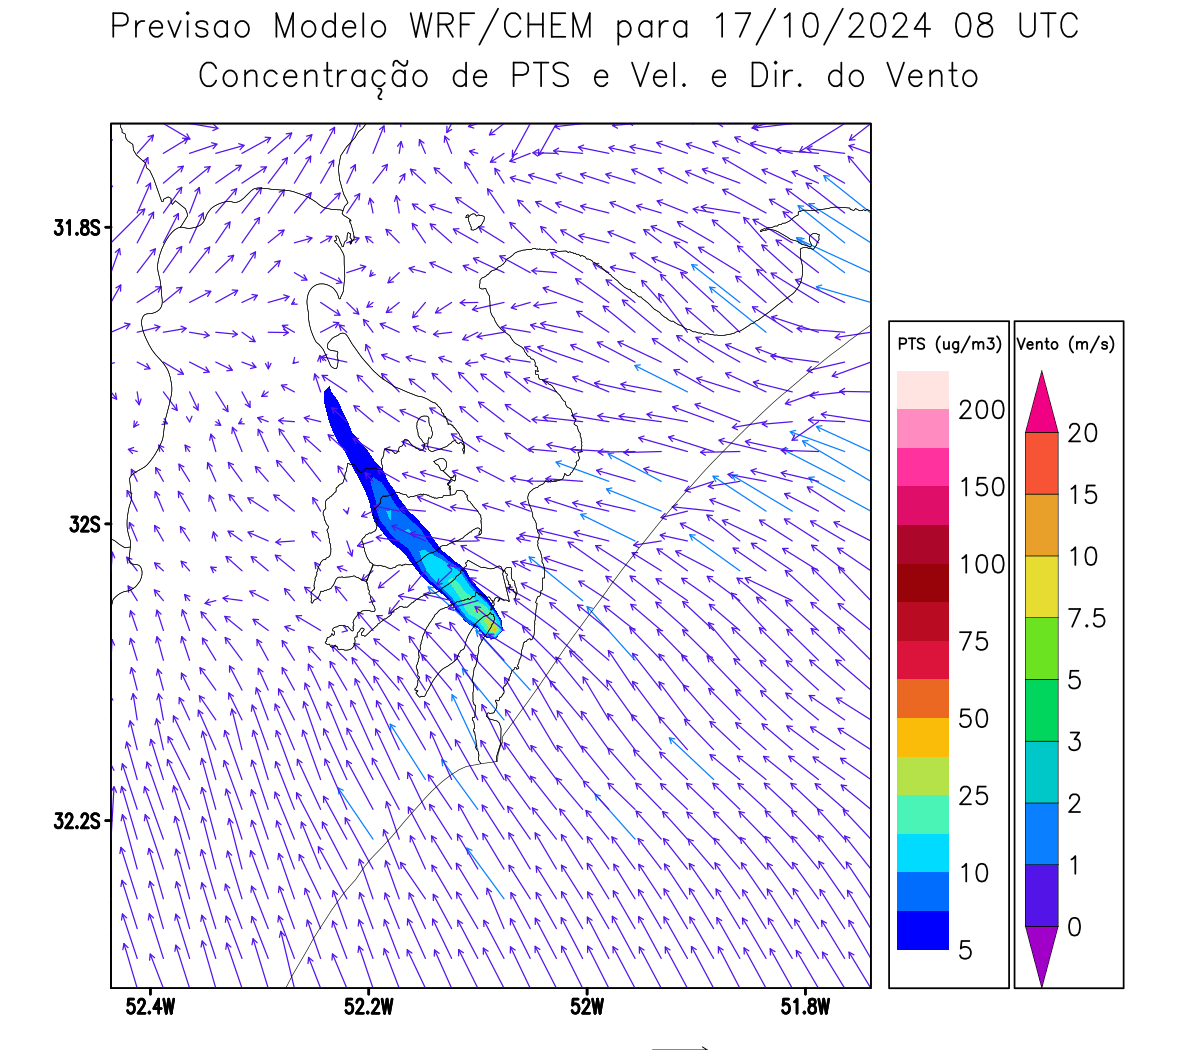 Previsao Modelo WRF/CHEM para 17/10/2024 08 UTC
Concentração de PTS e Vel. e Dir. do Vento
31.8S
32S
32.2S
52.4W 52.2W 52W 51.8W
PTS (ug/m3)
200
150
100
75
50
25
10
5
Vento (m/s)
20
15
10
7.5
5
3
2
1
0